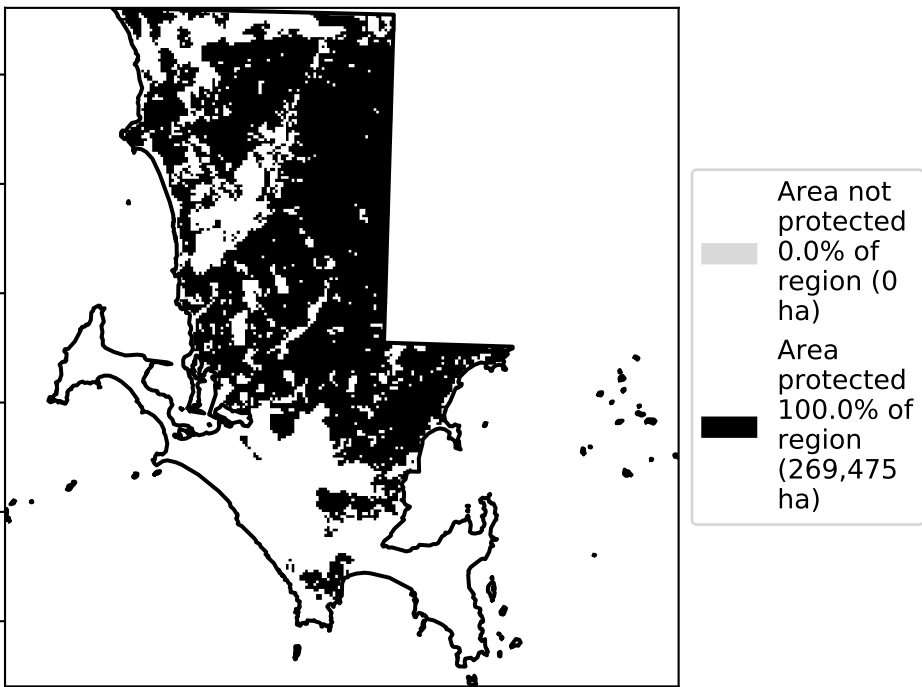 Area not
protected
0.0% of
region (0
ha)
Area
protected
100.0% of
region
(269,475
ha)